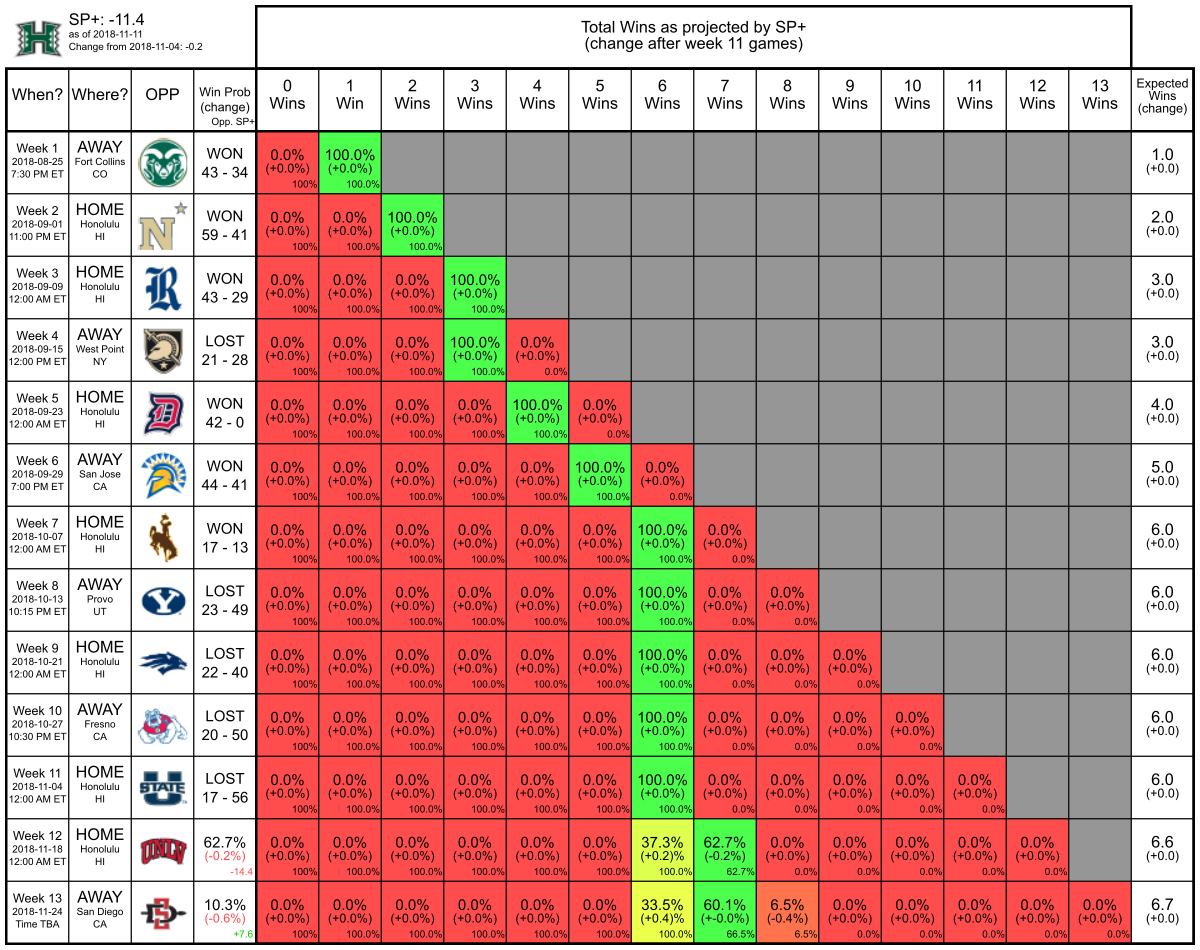 SP+: -11.4
as of 2018-11-11
Change from 2018-11-04: -0.2
H
Total Wins as projected by SP+
(change after week 11 games)
When? Where? OPP Win Prob (change) Opp. SP+ 0 Wins 1 Win 2 Wins 3 Wins 4 Wins 5 Wins 6 Wins 7 Wins 8 Wins 9 Wins 10 Wins 11 Wins 12 Wins 13 Wins Expected Wins (change)
Week 1 AWAY WON 0.0% 100.0% 1.0
2018-08-25 Fort Collins 43 - 34 (+0.0%) (+0.0%) (+0.0)
7:30 PM ET CO 100% 100.0%
Week 2 HOME N WON 0.0% 0.0% 100.0% 2.0
2018-09-01 Honolulu 59 - 41 (+0.0%) (+0.0%) (+0.0%) (+0.0)
11:00 PM ET HI 100% 100.0% 100.0%
Week 3 HOME R WON 0.0% 0.0% 0.0% 100.0% 3.0
2018-09-09 Honolulu 43 - 29 (+0.0%) (+0.0%) (+0.0%) (+0.0%) (+0.0)
12:00 AM ET HI 100% 100.0% 100.0% 100.0%
Week 4 AWAY LOST 0.0% 0.0% 0.0% 100.0% 0.0% 3.0
2018-09-15 West Point 21 - 28 (+0.0%) (+0.0%) (+0.0%) (+0.0%) (+0.0%) (+0.0)
12:00 PM ET NY 100% 100.0% 100.0% 100.0% 0.0%
Week 5 HOME D WON 0.0% 0.0% 0.0% 0.0% 100.0% 0.0% 4.0
2018-09-23 Honolulu 42 - 0 (+0.0%) (+0.0%) (+0.0%) (+0.0%) (+0.0%) (+0.0%) (+0.0)
12:00 AM ET HI 100% 100.0% 100.0% 100.0% 100.0% 0.0%
Week 6 AWAY WON 0.0% 0.0% 0.0% 0.0% 0.0% 100.0% 0.0% 5.0
2018-09-29 San Jose 44 - 41 (+0.0%) (+0.0%) (+0.0%) (+0.0%) (+0.0%) (+0.0%) (+0.0%) (+0.0)
7:00 PM ET CA 100% 100.0% 100.0% 100.0% 100.0% 100.0% 0.0%
Week 7 HOME WON 0.0% 0.0% 0.0% 0.0% 0.0% 0.0% 100.0% 0.0% 6.0
2018-10-07 Honolulu 17 - 13 (+0.0%) (+0.0%) (+0.0%) (+0.0%) (+0.0%) (+0.0%) (+0.0%) (+0.0%) (+0.0)
12:00 AM ET HI 100% 100.0% 100.0% 100.0% 100.0% 100.0% 100.0% 0.0%
Week 8 AWAY Y LOST 0.0% 0.0% 0.0% 0.0% 0.0% 0.0% 100.0% 0.0% 0.0% 6.0
2018-10-13 Provo 23 - 49 (+0.0%) (+0.0%) (+0.0%) (+0.0%) (+0.0%) (+0.0%) (+0.0%) (+0.0%) (+0.0%) (+0.0)
10:15 PM ET UT 100% 100.0% 100.0% 100.0% 100.0% 100.0% 100.0% 0.0% 0.0%
Week 9 HOME LOST 0.0% 0.0% 0.0% 0.0% 0.0% 0.0% 100.0% 0.0% 0.0% 0.0% 6.0
2018-10-21 Honolulu 22 - 40 (+0.0%) (+0.0%) (+0.0%) (+0.0%) (+0.0%) (+0.0%) (+0.0%) (+0.0%) (+0.0%) (+0.0%) (+0.0)
12:00 AM ET HI 100% 100.0% 100.0% 100.0% 100.0% 100.0% 100.0% 0.0% 0.0% 0.0%
Week 10 AWAY LOST 0.0% 0.0% 0.0% 0.0% 0.0% 0.0% 100.0% 0.0% 0.0% 0.0% 0.0% 6.0
2018-10-27 Fresno 20 - 50 (+0.0%) (+0.0%) (+0.0%) (+0.0%) (+0.0%) (+0.0%) (+0.0%) (+0.0%) (+0.0%) (+0.0%) (+0.0%) (+0.0)
10:30 PM ET CA 100% 100.0% 100.0% 100.0% 100.0% 100.0% 100.0% 0.0% 0.0% 0.0% 0.0%
Week 11 HOME U STATE LOST 0.0% 0.0% 0.0% 0.0% 0.0% 0.0% 100.0% 0.0% 0.0% 0.0% 0.0% 0.0% 6.0
2018-11-04 Honolulu 17 - 56 (+0.0%) (+0.0%) (+0.0%) (+0.0%) (+0.0%) (+0.0%) (+0.0%) (+0.0%) (+0.0%) (+0.0%) (+0.0%) (+0.0%) (+0.0)
12:00 AM ET HI 100% 100.0% 100.0% 100.0% 100.0% 100.0% 100.0% 0.0% 0.0% 0.0% 0.0% 0.0%
Week 12 HOME UNLV 62.7% 0.0% 0.0% 0.0% 0.0% 0.0% 0.0% 37.3% 62.7% 0.0% 0.0% 0.0% 0.0% 0.0% 6.6
2018-11-18 Honolulu (-0.2%) (+0.0%) (+0.0%) (+0.0%) (+0.0%) (+0.0%) (+0.0%) (+0.2)% (-0.2%) (+0.0%) (+0.0%) (+0.0%) (+0.0%) (+0.0%) (+0.0)
12:00 AM ET HI -14.4 100% 100.0% 100.0% 100.0% 100.0% 100.0% 100.0% 62.7% 0.0% 0.0% 0.0% 0.0% 0.0%
Week 13 AWAY SD 10.3% 0.0% 0.0% 0.0% 0.0% 0.0% 0.0% 33.5% 60.1% 6.5% 0.0% 0.0% 0.0% 0.0% 0.0% 6.7
2018-11-24 San Diego (-0.6%) (+0.0%) (+0.0%) (+0.0%) (+0.0%) (+0.0%) (+0.0%) (+0.4)% (+-0.0%) (-0.4%) (+0.0%) (+0.0%) (+0.0%) (+0.0%) (+0.0%) (+0.0)
Time TBA CA +7.6 100% 100.0% 100.0% 100.0% 100.0% 100.0% 100.0% 66.5% 6.5% 0.0% 0.0% 0.0% 0.0% 0.0%